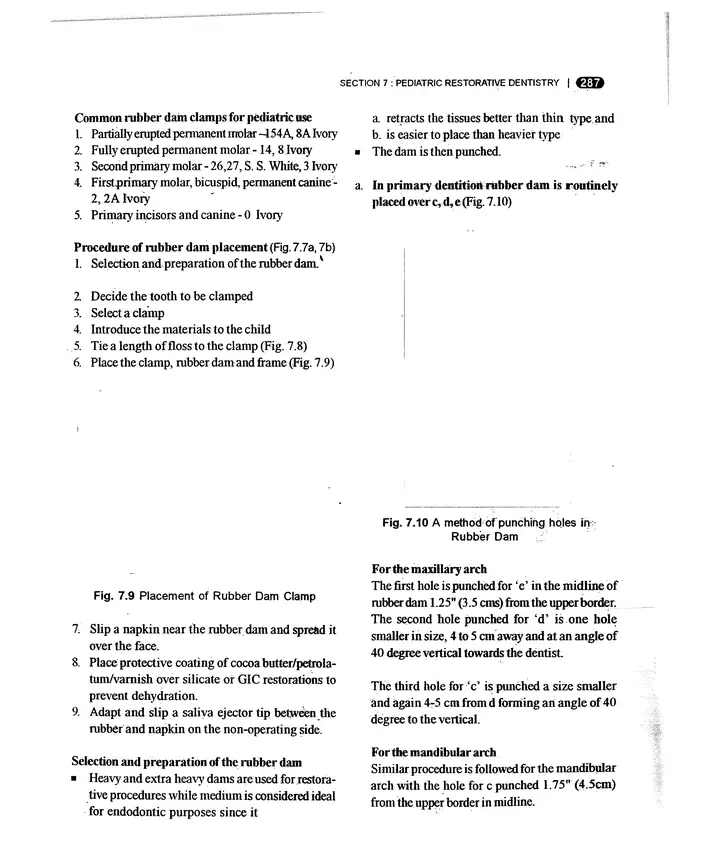 SECTION 7 : PEDIATRIC RESTORATIVE DENTISTRY | 287
Common rubber dam clamps for pediatric use
1. Partially erupted permanent molar -154A, 8A Ivory
2. Fully erupted permanent molar - 14, 8 Ivory
3. Second primary molar - 26,27, S. S. White, 3 Ivory
4. First primary molar, bicuspid, permanent canine -
2, 2A Ivory
5. Primary incisors and canine - 0 Ivory
Procedure of rubber dam placement (Fig. 7.7a, 7b)
1. Selection and preparation of the rubber dam.
2. Decide the tooth to be clamped
3. Select a clamp
4. Introduce the materials to the child
5. Tie a length of floss to the clamp (Fig. 7.8)
6. Place the clamp, rubber dam and frame (Fig. 7.9)
Fig. 7.9 Placement of Rubber Dam Clamp
7. Slip a napkin near the rubber dam and spread it
over the face.
8. Place protective coating of cocoa butter/petrola-
tum/varnish over silicate or GIC restorations to
prevent dehydration.
9. Adapt and slip a saliva ejector tip between the
rubber and napkin on the non-operating side.
Selection and preparation of the rubber dam
▪ Heavy and extra heavy dams are used for restora-
tive procedures while medium is considered ideal
for endodontic purposes since it
a. retracts the tissues better than thin type and
b. is easier to place than heavier type
▪ The dam is then punched.
a. In primary dentition rubber dam is routinely
placed over c, d, e (Fig. 7.10)
Fig. 7.10 A method of punching holes in
Rubber Dam
For the maxillary arch
The first hole is punched for 'e' in the midline of
rubber dam 1.25" (3.5 cms) from the upper border.
The second hole punched for 'd' is one hole
smaller in size, 4 to 5 cm away and at an angle of
40 degree vertical towards the dentist.
The third hole for 'c' is punched a size smaller
and again 4-5 cm from d forming an angle of 40
degree to the vertical.
For the mandibular arch
Similar procedure is followed for the mandibular
arch with the hole for c punched 1.75" (4.5cm)
from the upper border in midline.